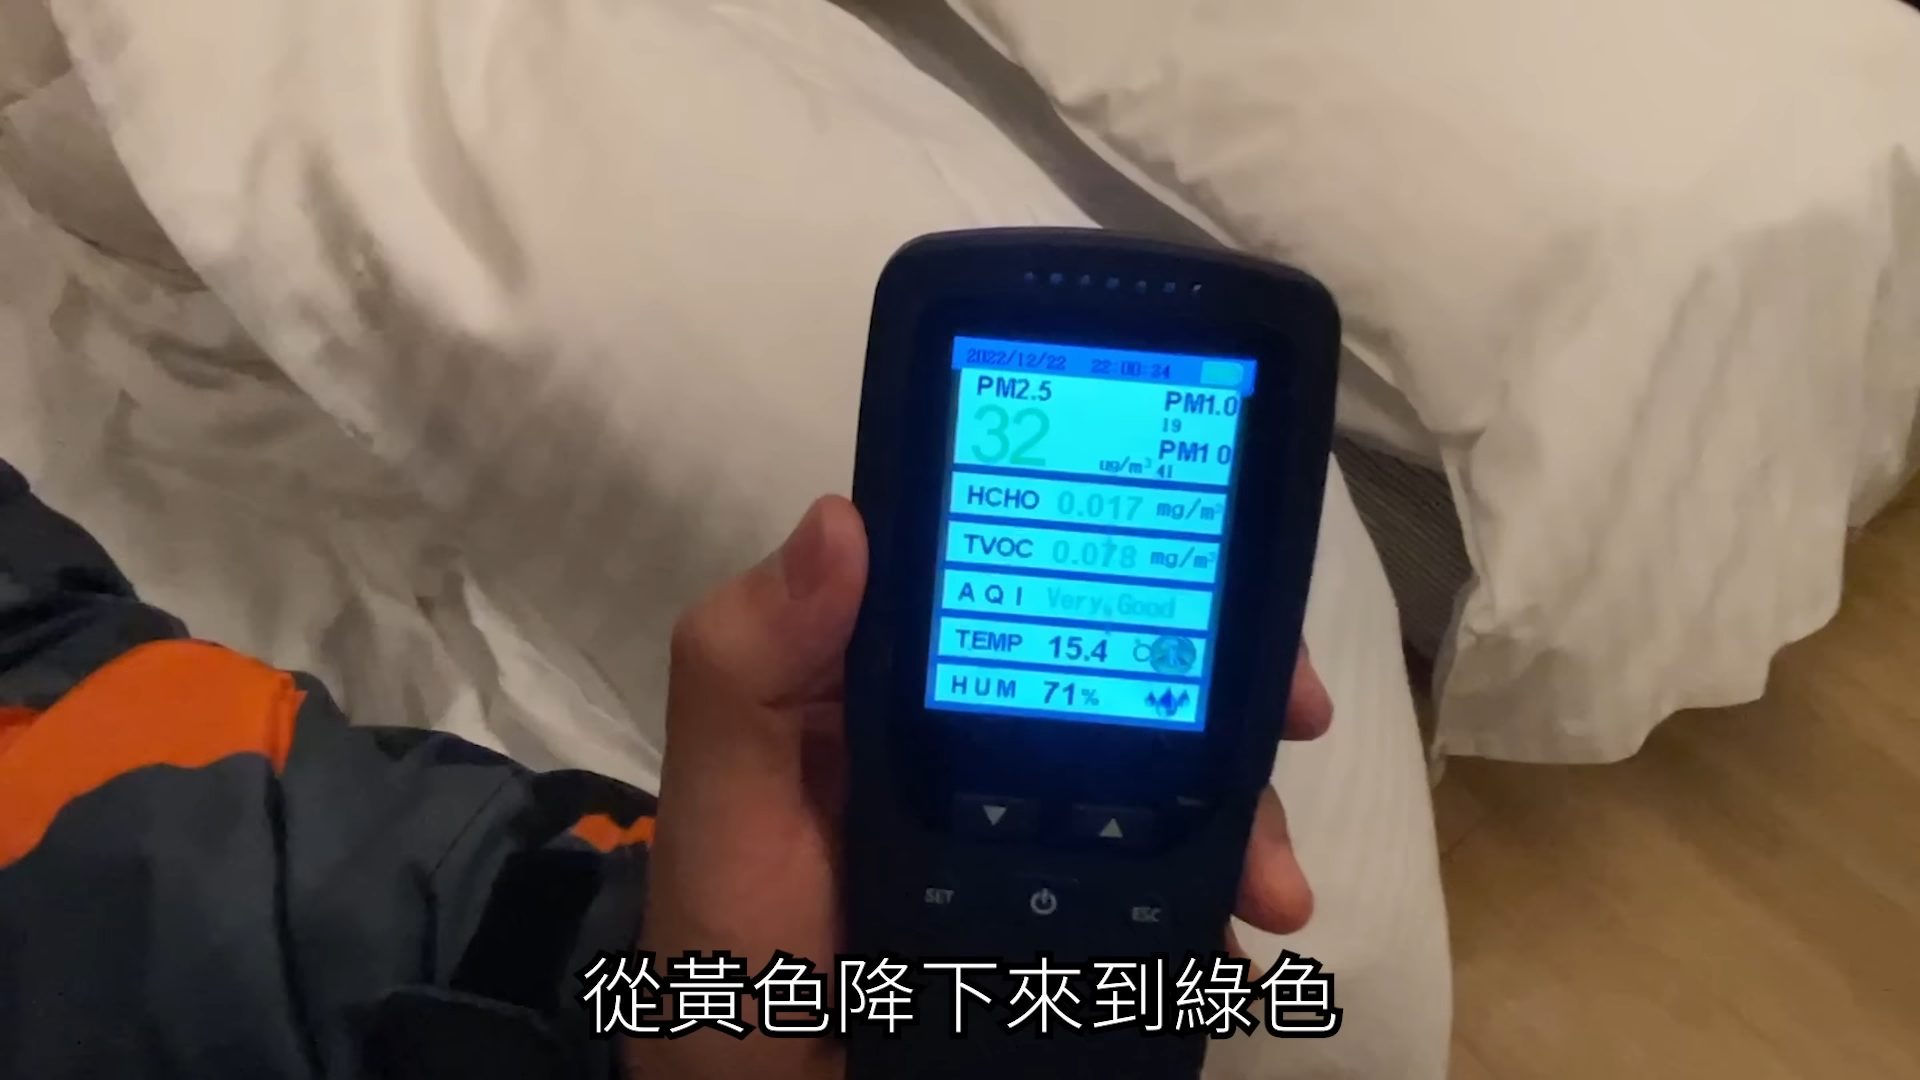 2022/12/22 22:00:34
PM2.5
32
ug/m³
PM1.0
19
PM10
41
HCHO 0.017 mg/m³
TVOC 0.078 mg/m³
AQI Very Good
TEMP 15.4 ℃
HUM 71%
SET
ESC
從黃色降下來到綠色